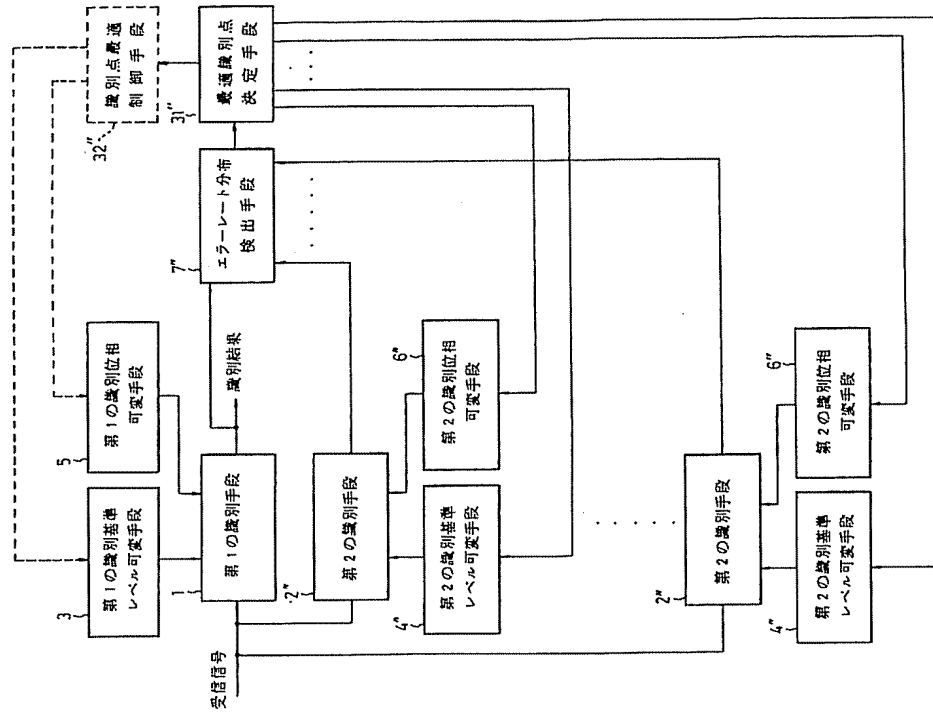 受信信号
3
第1の識別基準
レベル可変手段
5
第1の識別位相
可変手段
1
第1の識別手段
識別結果
2″
第2の識別手段
4″
第2の識別基準
レベル可変手段
6″
第2の識別位相
可変手段
7″
エラーレート分布
検出手段
31″
最適識別点
決定手段
32″
識別点最適
制御手段
2″
第2の識別手段
4″
第2の識別基準
レベル可変手段
6″
第2の識別位相
可変手段